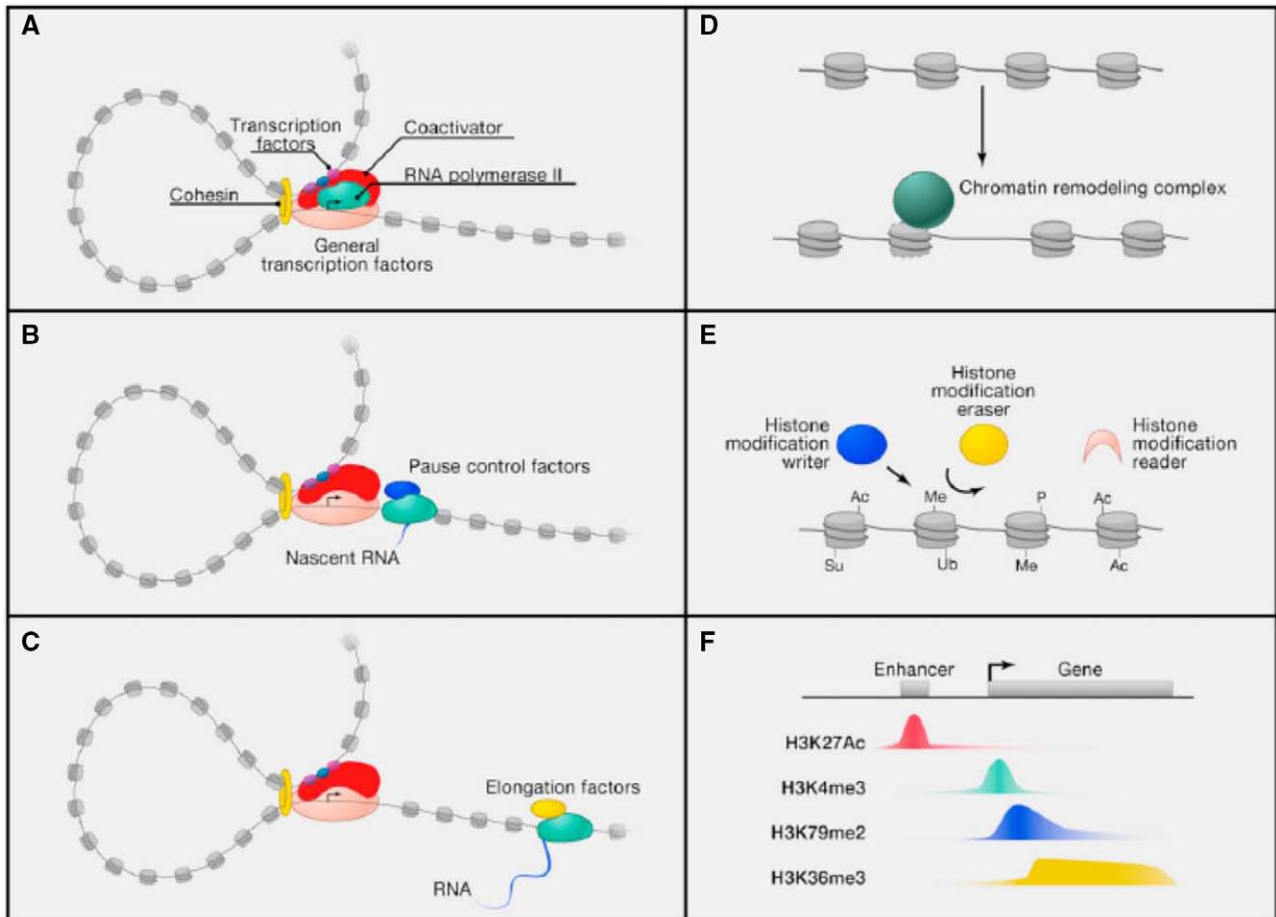 A
Transcription
factors
Coactivator
RNA polymerase II
Cohesin
General
transcription factors
B
Pause control factors
Nascent RNA
C
Elongation factors
RNA
D
Chromatin remodeling complex
E
Histone
modification
eraser
Histone
modification
writer
Histone
modification
reader
Ac
Me
P
Ac
Su
Ub
Me
Ac
F
Enhancer
Gene
H3K27Ac
H3K4me3
H3K79me2
H3K36me3